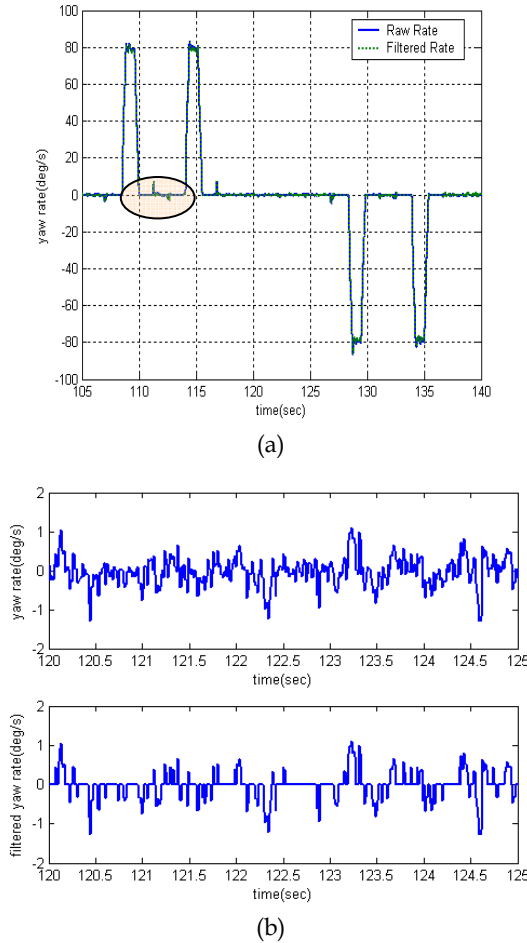 100
80
60
40
20
0
-20
-40
-60
-80
-100
yaw rate(deg/s)
Raw Rate
Filtered Rate
105 110 115 120 125 130 135 140
time(sec)
(a)
2
1
0
-1
-2
yaw rate(deg/s)
120 120.5 121 121.5 122 122.5 123 123.5 124 124.5 125
time(sec)
2
1
0
-1
-2
filtered yaw rate(deg/s)
120 120.5 121 121.5 122 122.5 123 123.5 124 124.5 125
time(sec)
(b)